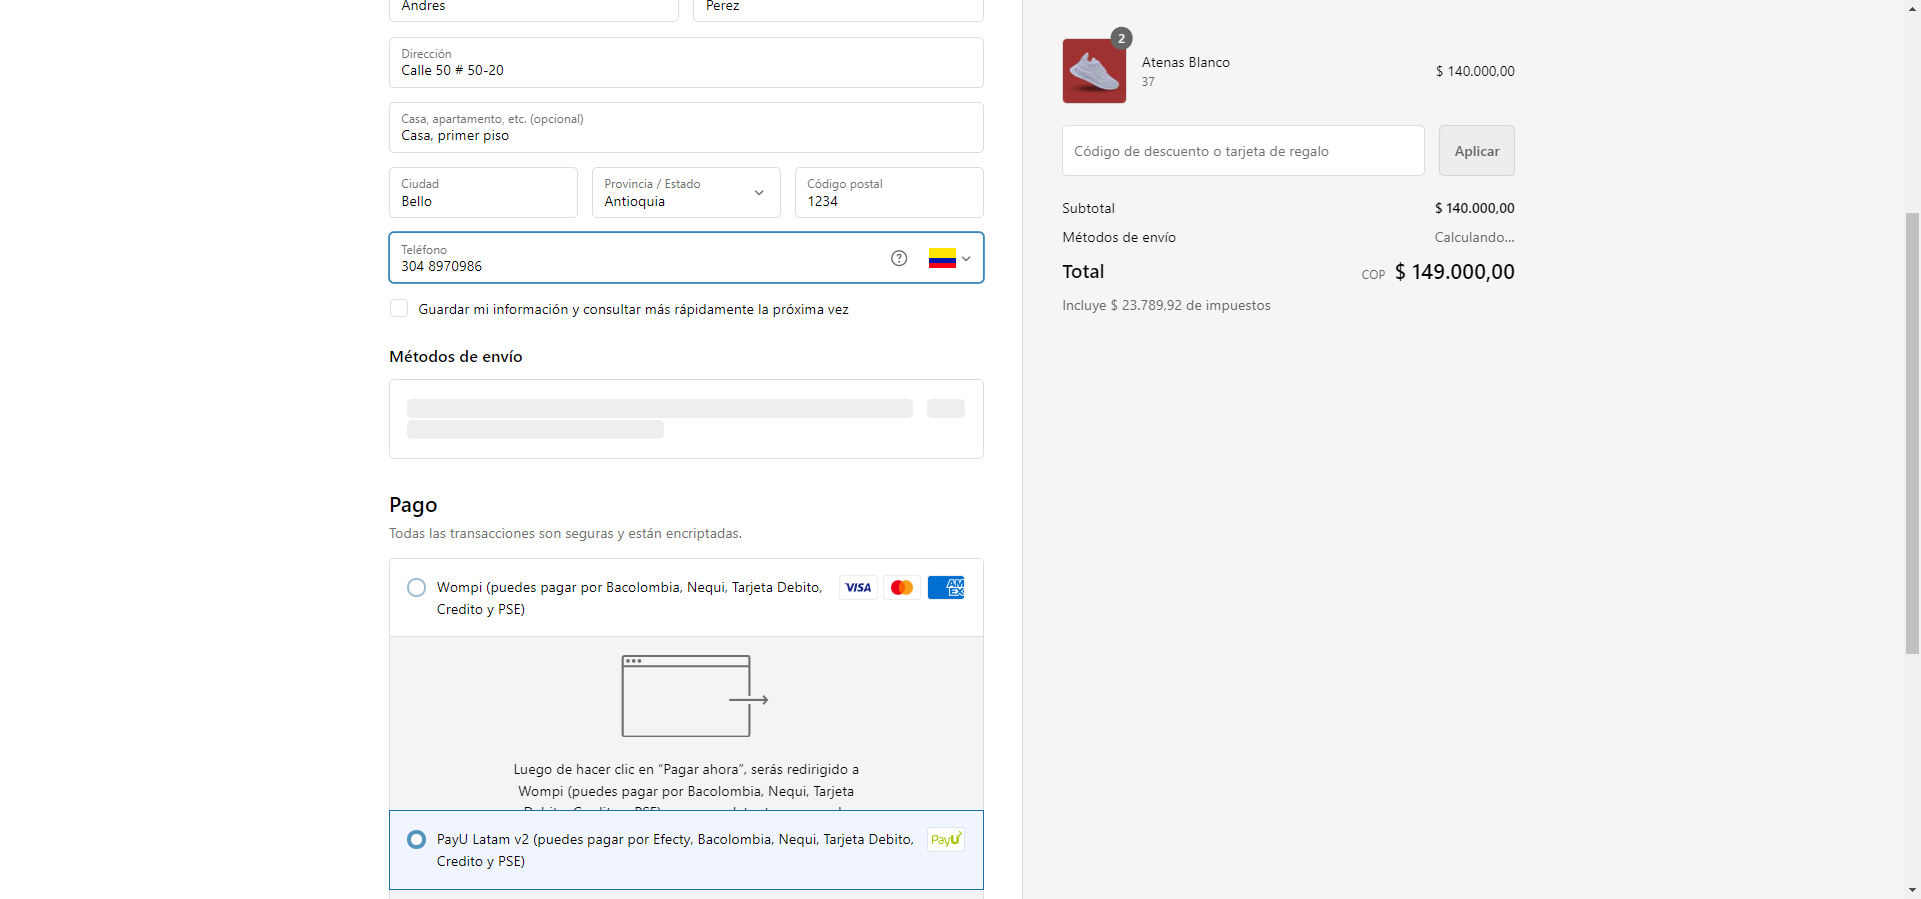 Andres
Perez
Dirección
Calle 50 # 50-20
Casa, apartamento, etc. (opcional)
Casa, primer piso
Ciudad
Bello
Provincia / Estado
Antioquia
Código postal
1234
Teléfono
304 8970986
Guardar mi información y consultar más rápidamente la próxima vez
Métodos de envío
Pago
Todas las transacciones son seguras y están encriptadas.
Wompi (puedes pagar por Bacolombia, Nequi, Tarjeta Debito,
Credito y PSE)
VISA
AM
EX
Luego de hacer clic en “Pagar ahora”, serás redirigido a
Wompi (puedes pagar por Bacolombia, Nequi, Tarjeta
PayU Latam v2 (puedes pagar por Efecty, Bacolombia, Nequi, Tarjeta Debito,
Credito y PSE)
PayU
2
Atenas Blanco
37
$ 140.000,00
Código de descuento o tarjeta de regalo
Aplicar
Subtotal
$ 140.000,00
Métodos de envío
Calculando...
Total
COP $ 149.000,00
Incluye $ 23.789,92 de impuestos